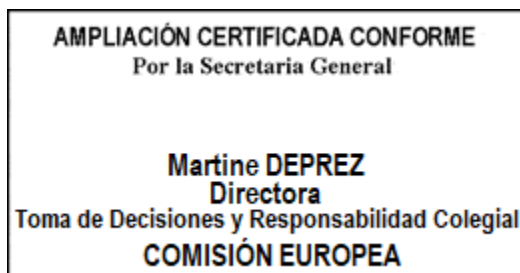 AMPLIACIÓN CERTIFICADA CONFORME
Por la Secretaria General
Martine DEPREZ
Directora
Toma de Decisiones y Responsabilidad Colegial
COMISIÓN EUROPEA